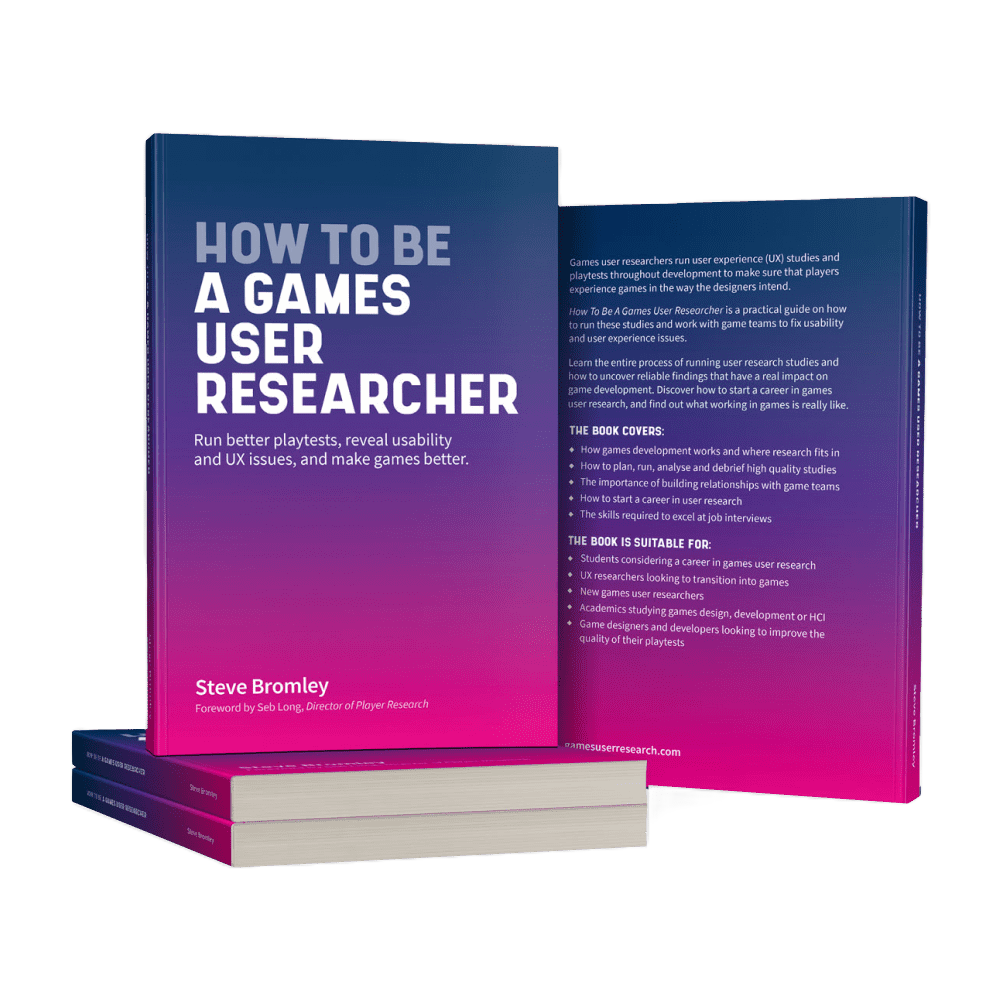 HOW TO BE
A GAMES
USER
RESEARCHER
Run better playtests, reveal usability
and UX issues, and make games better.
Steve Bromley
Foreword by Seb Long, Director of Player Research
Games user researchers run user experience (UX) studies and
playtests throughout development to make sure that players
experience games in the way the designers intend.
How To Be A Games User Researcher is a practical guide on how
to run these studies and work with game teams to fix usability
and user experience issues.
Learn the entire process of running user research studies and
how to uncover reliable findings that have a real impact on
game development. Discover how to start a career in games
user research, and find out what working in games is really like.
THE BOOK COVERS:
How games development works and where research fits in
How to plan, run, analyse and debrief high quality studies
The importance of building relationships with game teams
How to start a career in user research
The skills required to excel at job interviews
THE BOOK IS SUITABLE FOR:
Students considering a career in games user research
UX researchers looking to transition into games
New games user researchers
Academics studying games design, development or HCI
Game designers and developers looking to improve the
quality of their playtests
gamesuserresearch.com
HOW TO BE A GAMES USER RESEARCHER
Steve Bromley
Steve Bromley
HOW TO BE A GAMES USER RESEARCHER
Steve Bromley
HOW TO BE A GAMES USER RESEARCHER
Steve Bromley